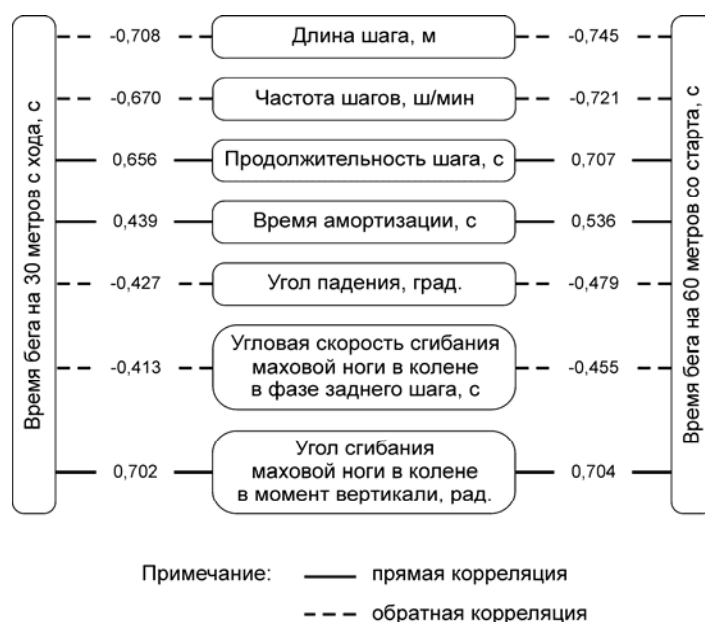 Время бега на 30 метров с хода, с
-0,708
Длина шага, м
-0,745
-0,670
Частота шагов, ш/мин
-0,721
0,656
Продолжительность шага, с
0,707
0,439
Время амортизации, с
0,536
-0,427
Угол падения, град.
-0,479
-0,413
Угловая скорость сгибания
маховой ноги в колене
в фазе заднего шага, с
-0,455
0,702
Угол сгибания
маховой ноги в колене
в момент вертикали, рад.
0,704
Время бега на 60 метров со старта, с
Примечание:
прямая корреляция
обратная корреляция